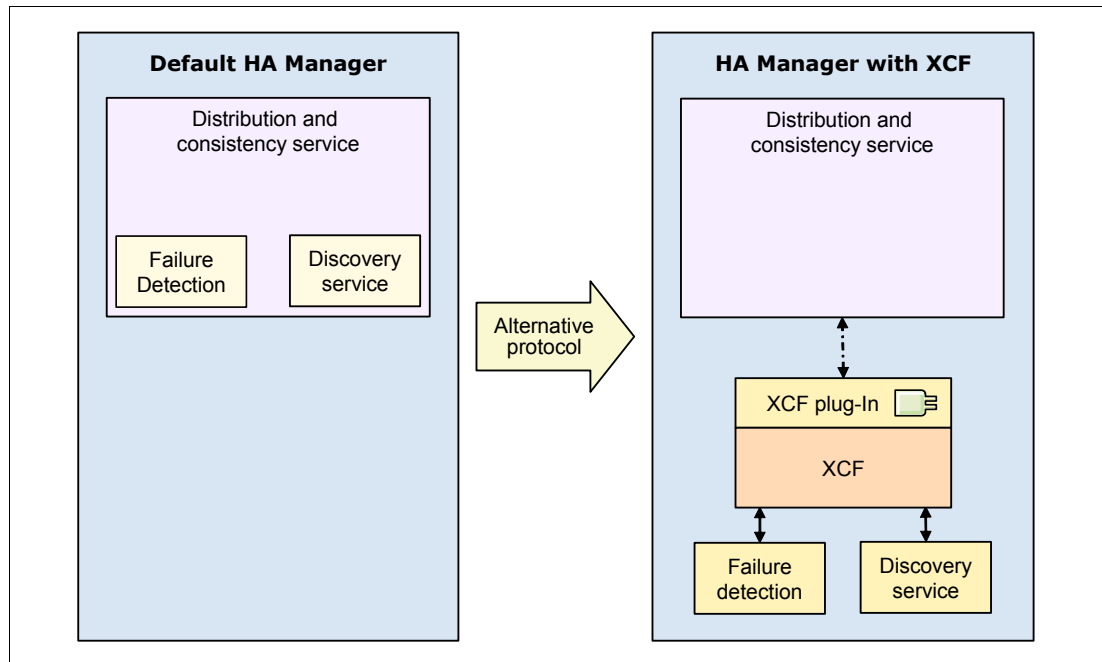 Default HA Manager
Distribution and
consistency service
Failure
Detection
Discovery
service
Alternative
protocol
HA Manager with XCF
Distribution and
consistency service
XCF plug-In
XCF
Failure
detection
Discovery
service